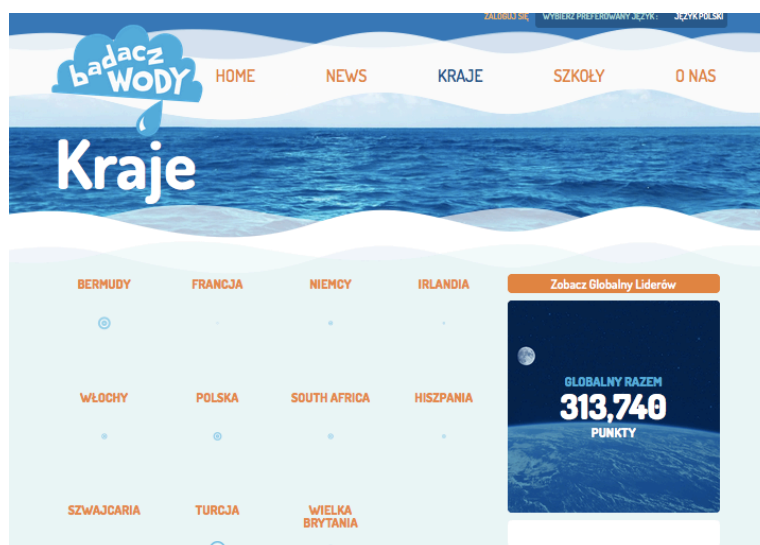 ZALOGUJ SIĘ WYBIERZ PREFEROWANY JĘZYK : JĘZYK POLSKI
badacz
WODY
HOME NEWS KRAJE SZKOŁY O NAS
Kraje
BERMUDY FRANCJA NIEMCY IRLANDIA
Zobacz Globalny Liderów
GLOBALNY RAZEM
313,740
PUNKTY
WŁOCHY POLSKA SOUTH AFRICA HISZPANIA
SZWAJCARIA TURCJA WIELKA
BRYTANIA